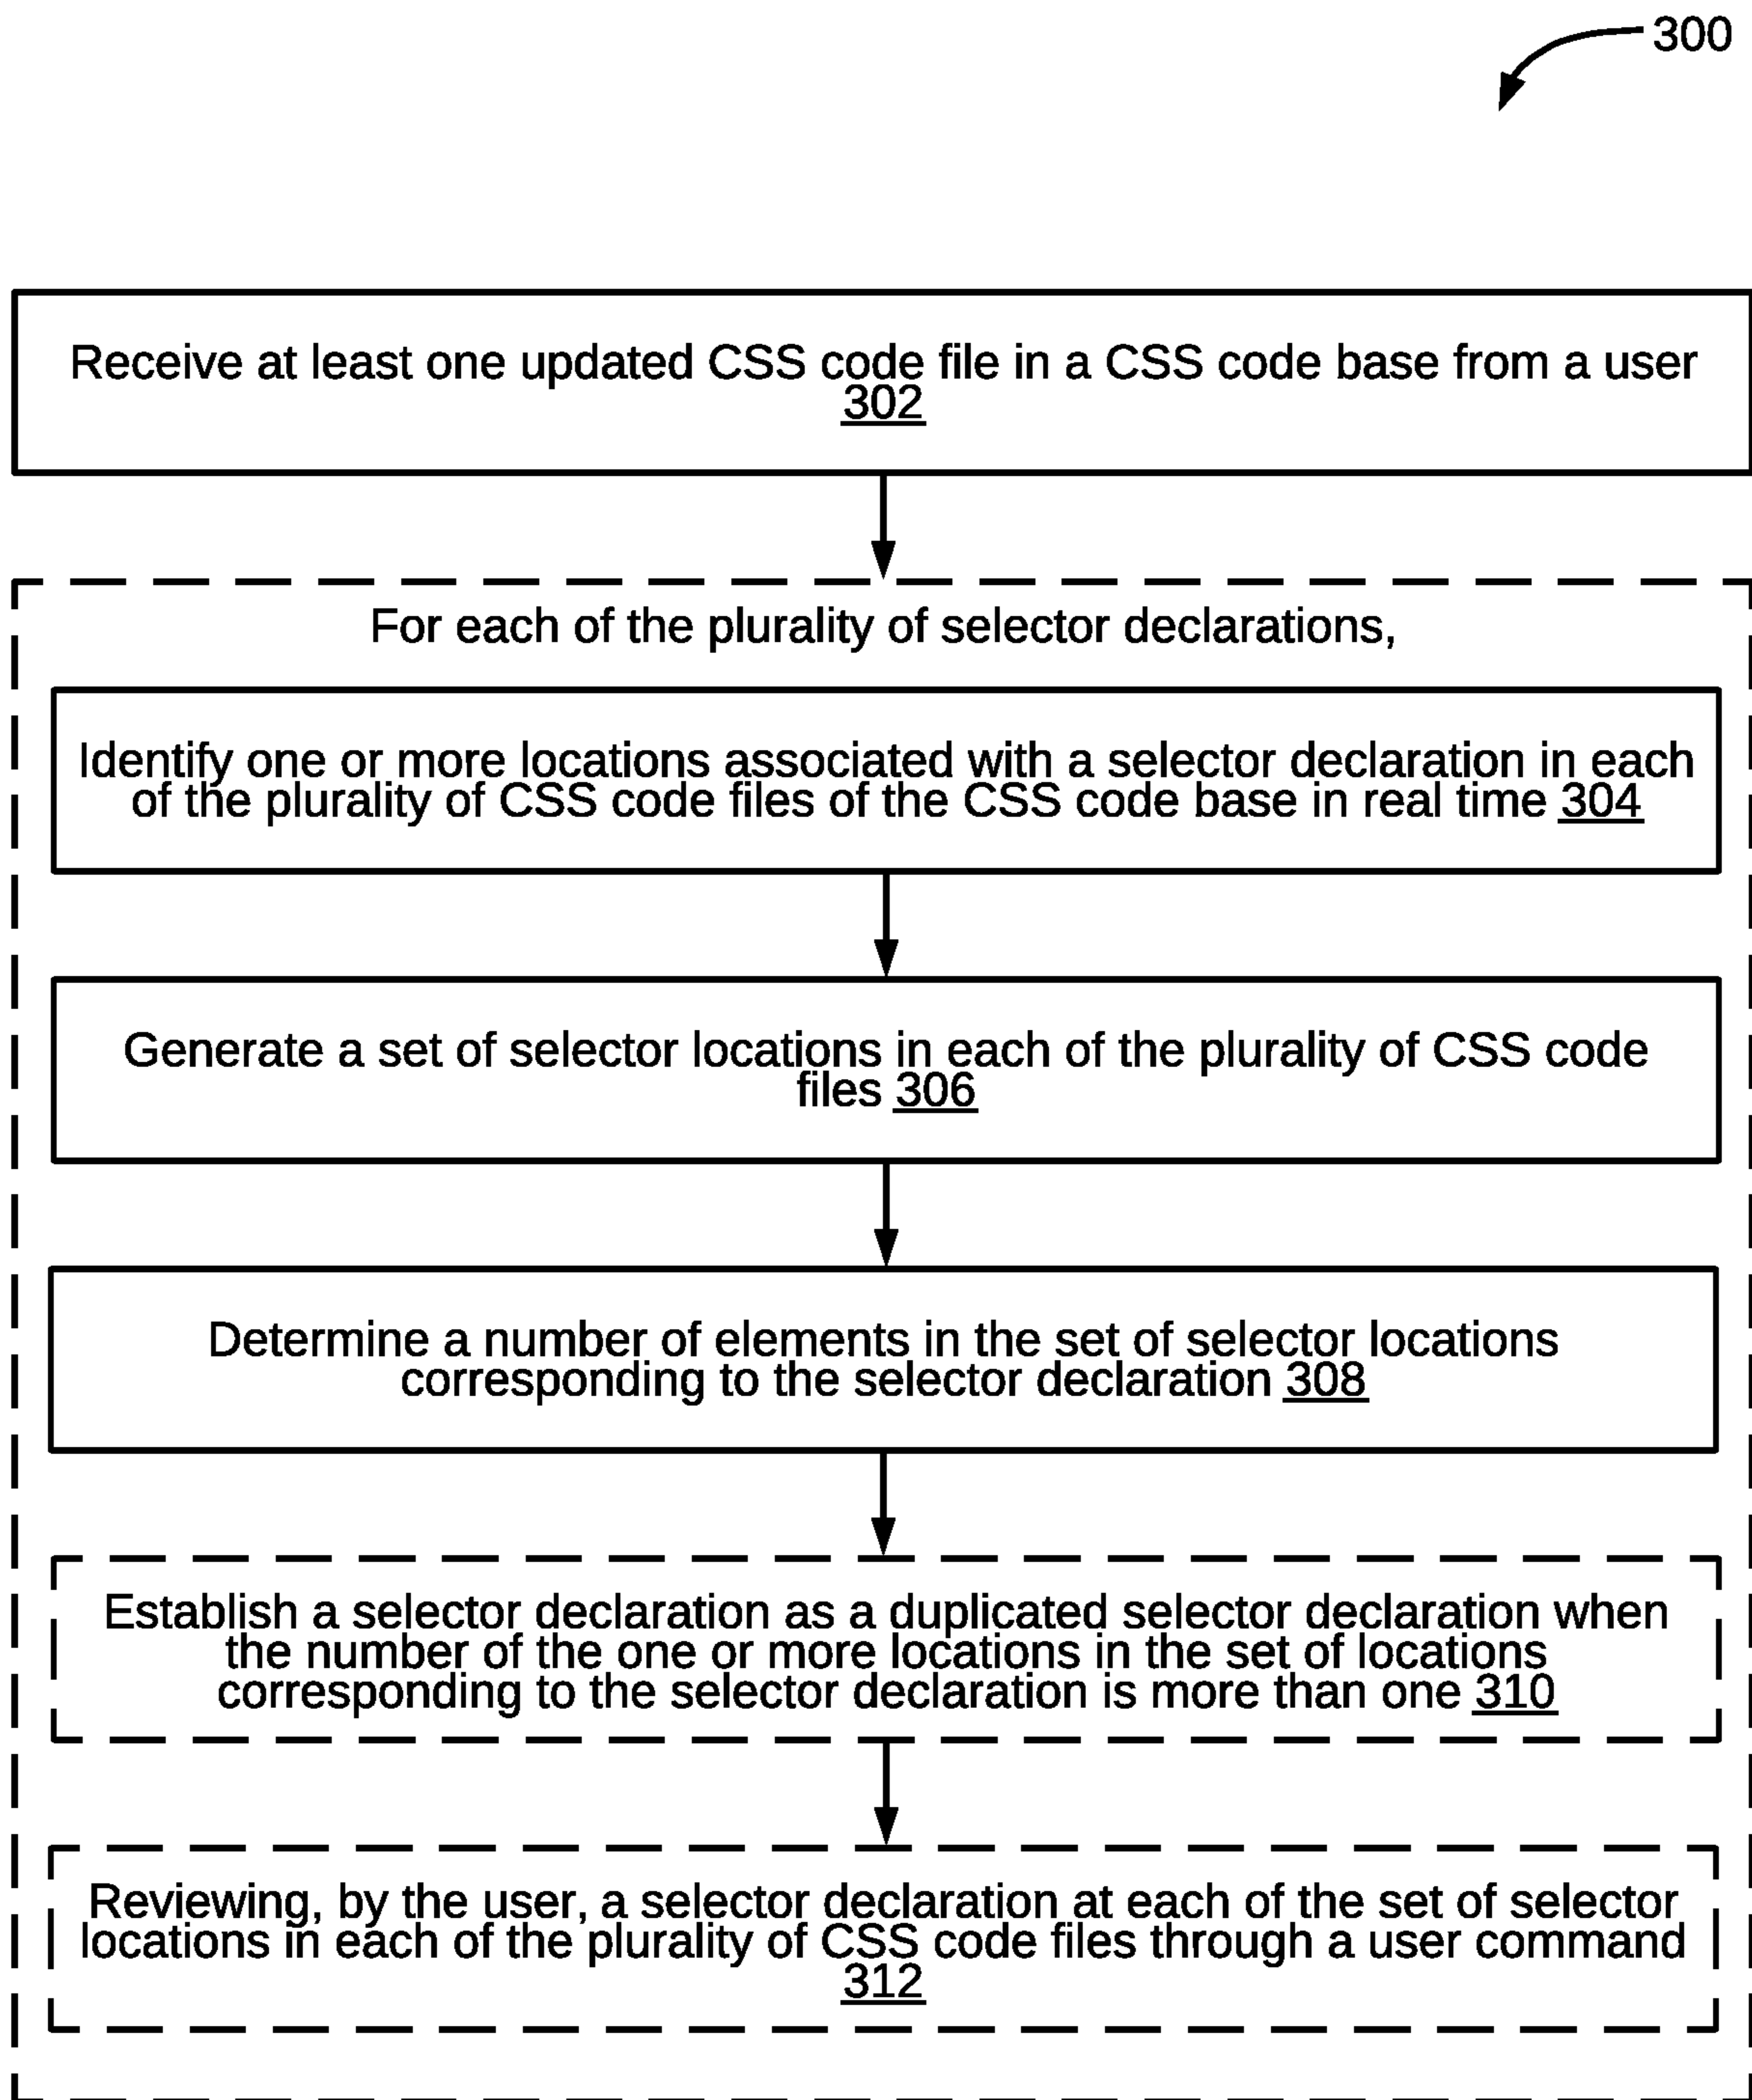 300
Receive at least one updated CSS code file in a CSS code base from a user
302
For each of the plurality of selector declarations,
Identify one or more locations associated with a selector declaration in each
of the plurality of CSS code files of the CSS code base in real time 304
Generate a set of selector locations in each of the plurality of CSS code
files 306
Determine a number of elements in the set of selector locations
corresponding to the selector declaration 308
Establish a selector declaration as a duplicated selector declaration when
the number of the one or more locations in the set of locations
corresponding to the selector declaration is more than one 310
Reviewing, by the user, a selector declaration at each of the set of selector
locations in each of the plurality of CSS code files through a user command
312